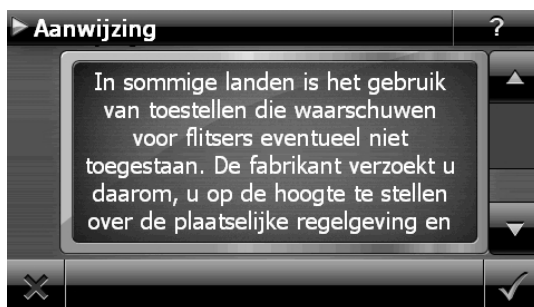 Aanwijzing ?
In sommige landen is het gebruik
van toestellen die waarschuwen
voor flitsers eventueel niet
toegestaan. De fabrikant verzoekt u
daarom, u op de hoogte te stellen
over de plaatselijke regelgeving en